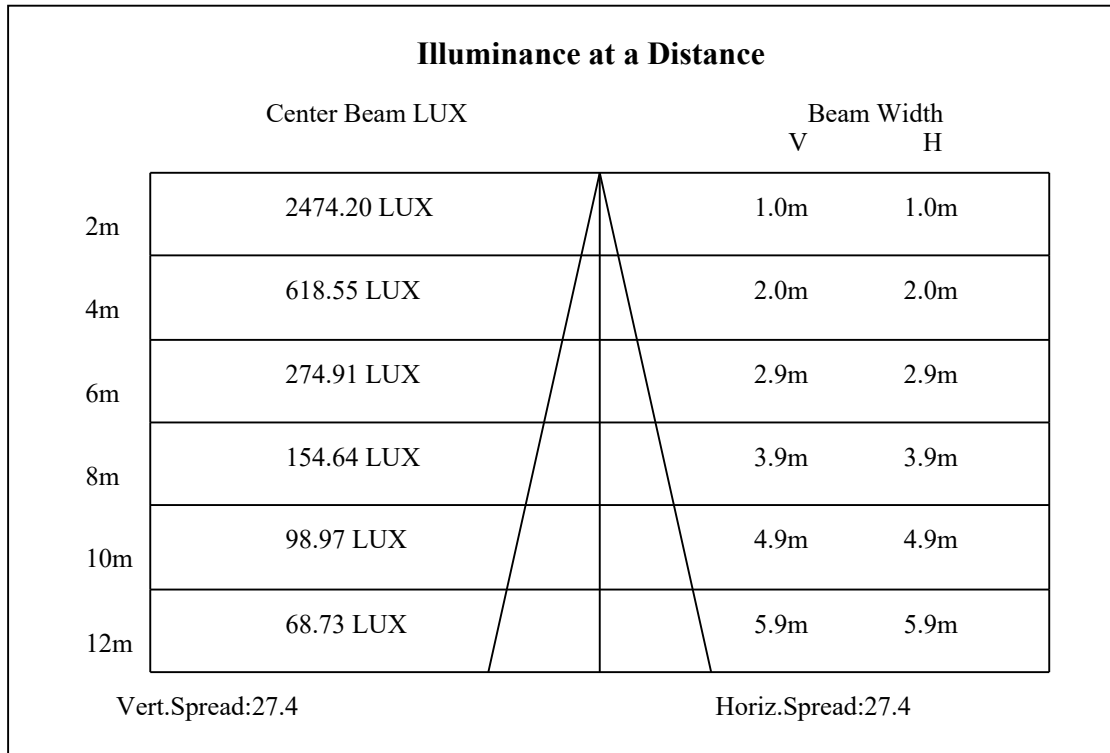 Illuminance at a Distance
Center Beam LUX Beam Width
V H
2m 2474.20 LUX 1.0m 1.0m
4m 618.55 LUX 2.0m 2.0m
6m 274.91 LUX 2.9m 2.9m
8m 154.64 LUX 3.9m 3.9m
10m 98.97 LUX 4.9m 4.9m
12m 68.73 LUX 5.9m 5.9m
Vert.Spread:27.4 Horiz.Spread:27.4